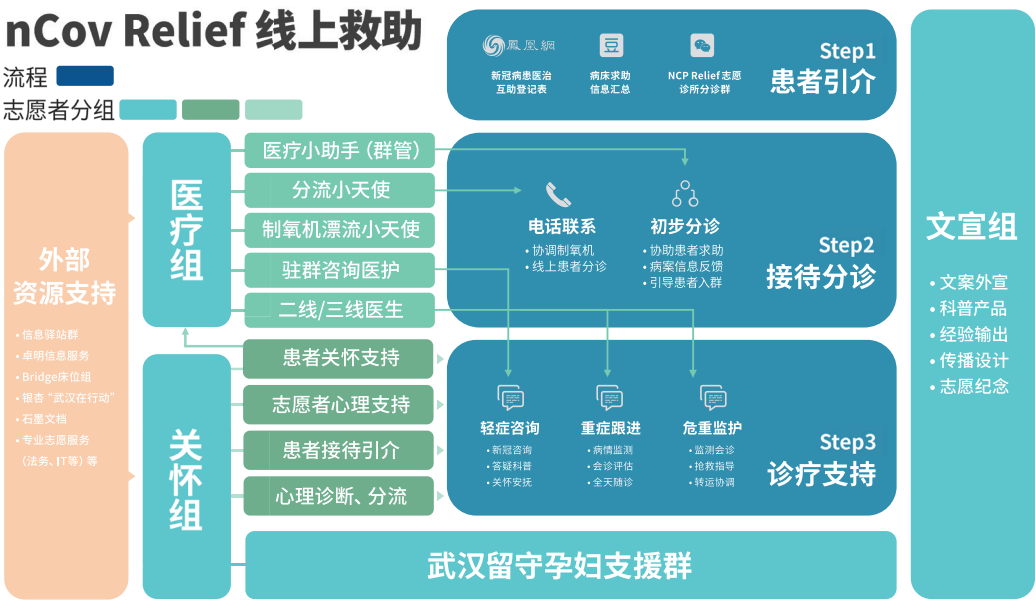 nCov Relief 线上救助
流程
志愿者分组
外部
资源支持
• 信息驿站群
• 卓明信息服务
• Bridge床位组
• 银杏“武汉在行动”
• 石墨文档
• 专业志愿服务
（法务、IT等）等
医疗组
医疗小助手（群管）
分流小天使
制氧机漂流小天使
驻群咨询医护
二线/三线医生
关怀组
患者关怀支持
志愿者心理支持
患者接待引介
心理诊断、分流
鳳凰網
新冠病患医治
互助登记表
豆
病床求助
信息汇总
NCP Relief志愿
诊所分诊群
Step1
患者引介
电话联系
• 协调制氧机
• 线上患者分诊
初步分诊
• 协助患者求助
• 病案信息反馈
• 引导患者入群
Step2
接待分诊
轻症咨询
• 新冠咨询
• 答疑科普
• 关怀安抚
重症跟进
• 病情监测
• 会诊评估
• 全天随诊
危重监护
• 监测会诊
• 抢救指导
• 转运协调
Step3
诊疗支持
武汉留守孕妇支援群
文宣组
• 文案外宣
• 科普产品
• 经验输出
• 传播设计
• 志愿纪念